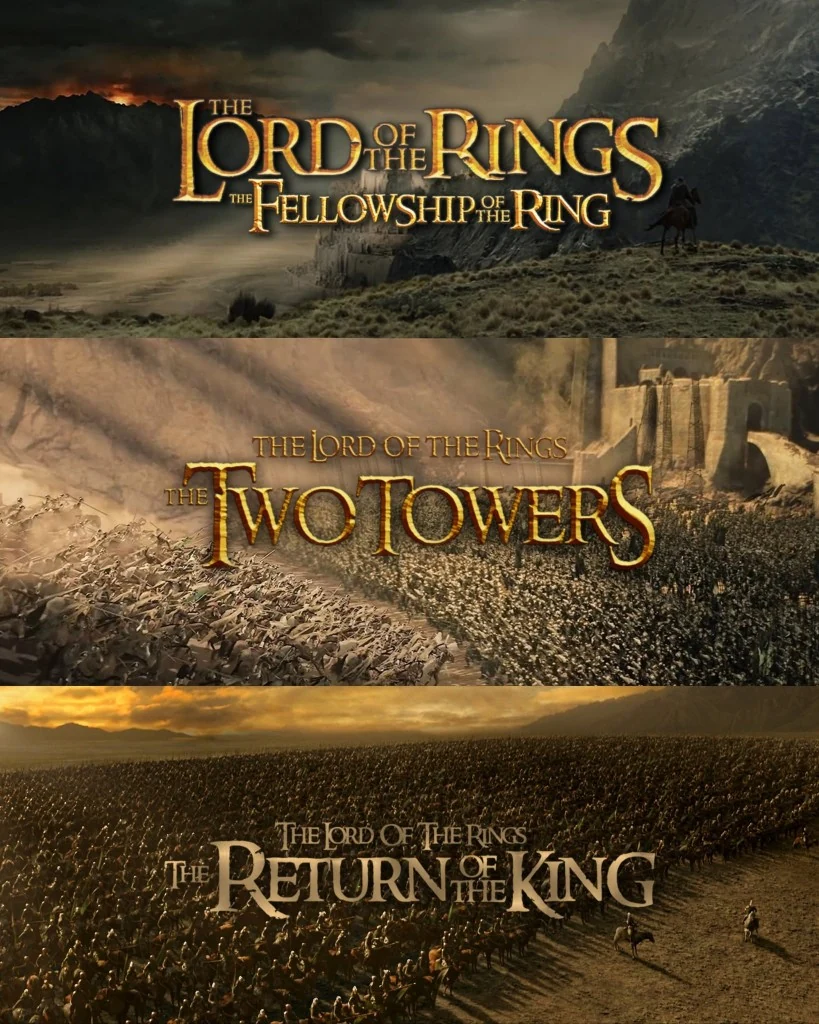 THE LORD OF THE RINGS
THE FELLOWSHIP OF THE RING
THE LORD OF THE RINGS
THE TWO TOWERS
THE LORD OF THE RINGS
THE RETURN OF THE KING